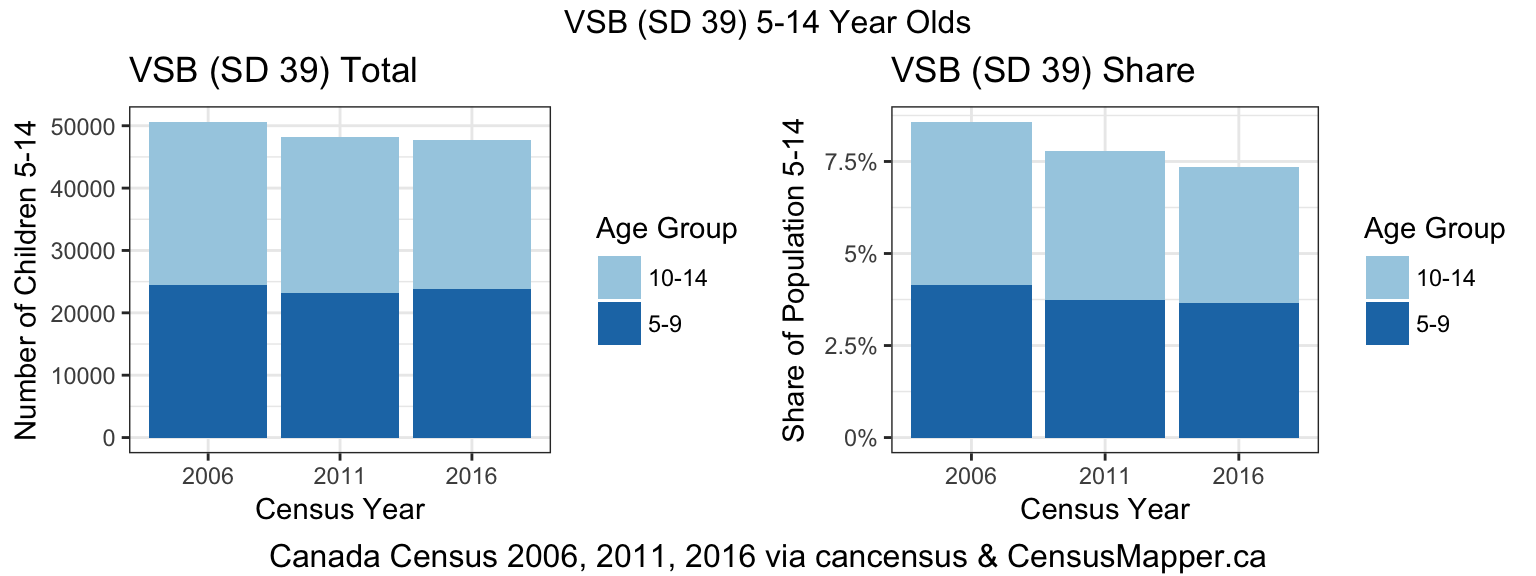 VSB (SD 39) 5-14 Year Olds
VSB (SD 39) Total
Number of Children 5-14
50000
40000
30000
20000
10000
0
2006 2011 2016
Census Year
Age Group
10-14
5-9
VSB (SD 39) Share
Share of Population 5-14
7.5%
5%
2.5%
0%
2006 2011 2016
Census Year
Age Group
10-14
5-9
Canada Census 2006, 2011, 2016 via cancensus & CensusMapper.ca